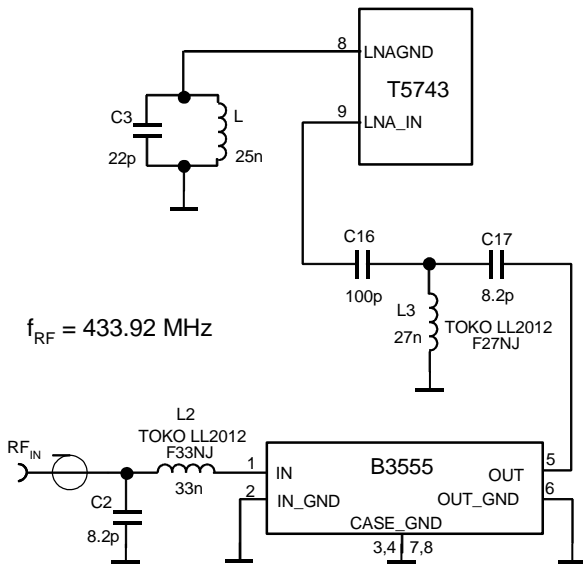 8 LNAGND
T5743
C3 L
9 LNA_IN
22p 25n
C16 C17
100p 8.2p
L3
27n TOKO LL2012
F27NJ
fRF = 433.92 MHz
L2
TOKO LL2012
F33NJ
RFIN
33n
1 IN B3555 OUT 5
2 IN_GND OUT_GND 6
C2
8.2p
CASE_GND
3,4 7,8